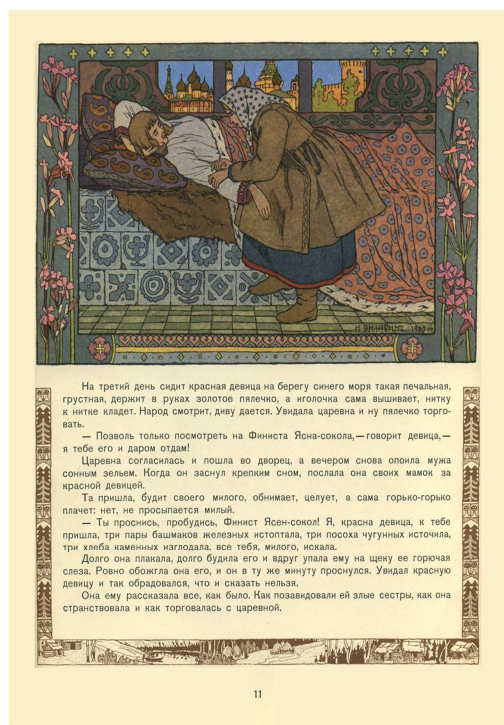 И. БИЛИБИНЪ. 1900
На третий день сидит красная девица на берегу синего моря такая печальная,
грустная, держит в руках золотое пялечко, а иголочка сама вышивает, нитку
к нитке кладет. Народ смотрит, диву дается. Увидала царевна и ну пялечко торго-
вать.
— Позволь только посмотреть на Финиста Ясна-сокола,— говорит девица,—
я тебе его и даром отдам!
Царевна согласилась и пошла во дворец, а вечером снова опоила мужа
сонным зельем. Когда он заснул крепким сном, послала она своих мамок за
красной девицей.
Та пришла, будит своего милого, обнимает, целует, а сама горько-горько
плачет: нет, не просыпается милый.
— Ты проснись, пробудись, Финист Ясен-сокол! Я, красна девица, к тебе
пришла, три пары башмаков железных истоптала, три посоха чугунных источила,
три хлеба каменных изглодала, все тебя, милого, искала.
Долго она плакала, долго будила его и вдруг упала ему на щеку ее горючая
слеза. Ровно обожгла она его, и он в ту же минуту проснулся. Увидал красную
девицу и так обрадовался, что и сказать нельзя.
Она ему рассказала все, как было. Как позавидовали ей злые сестры, как она
странствовала и как торговалась с царевной.
11